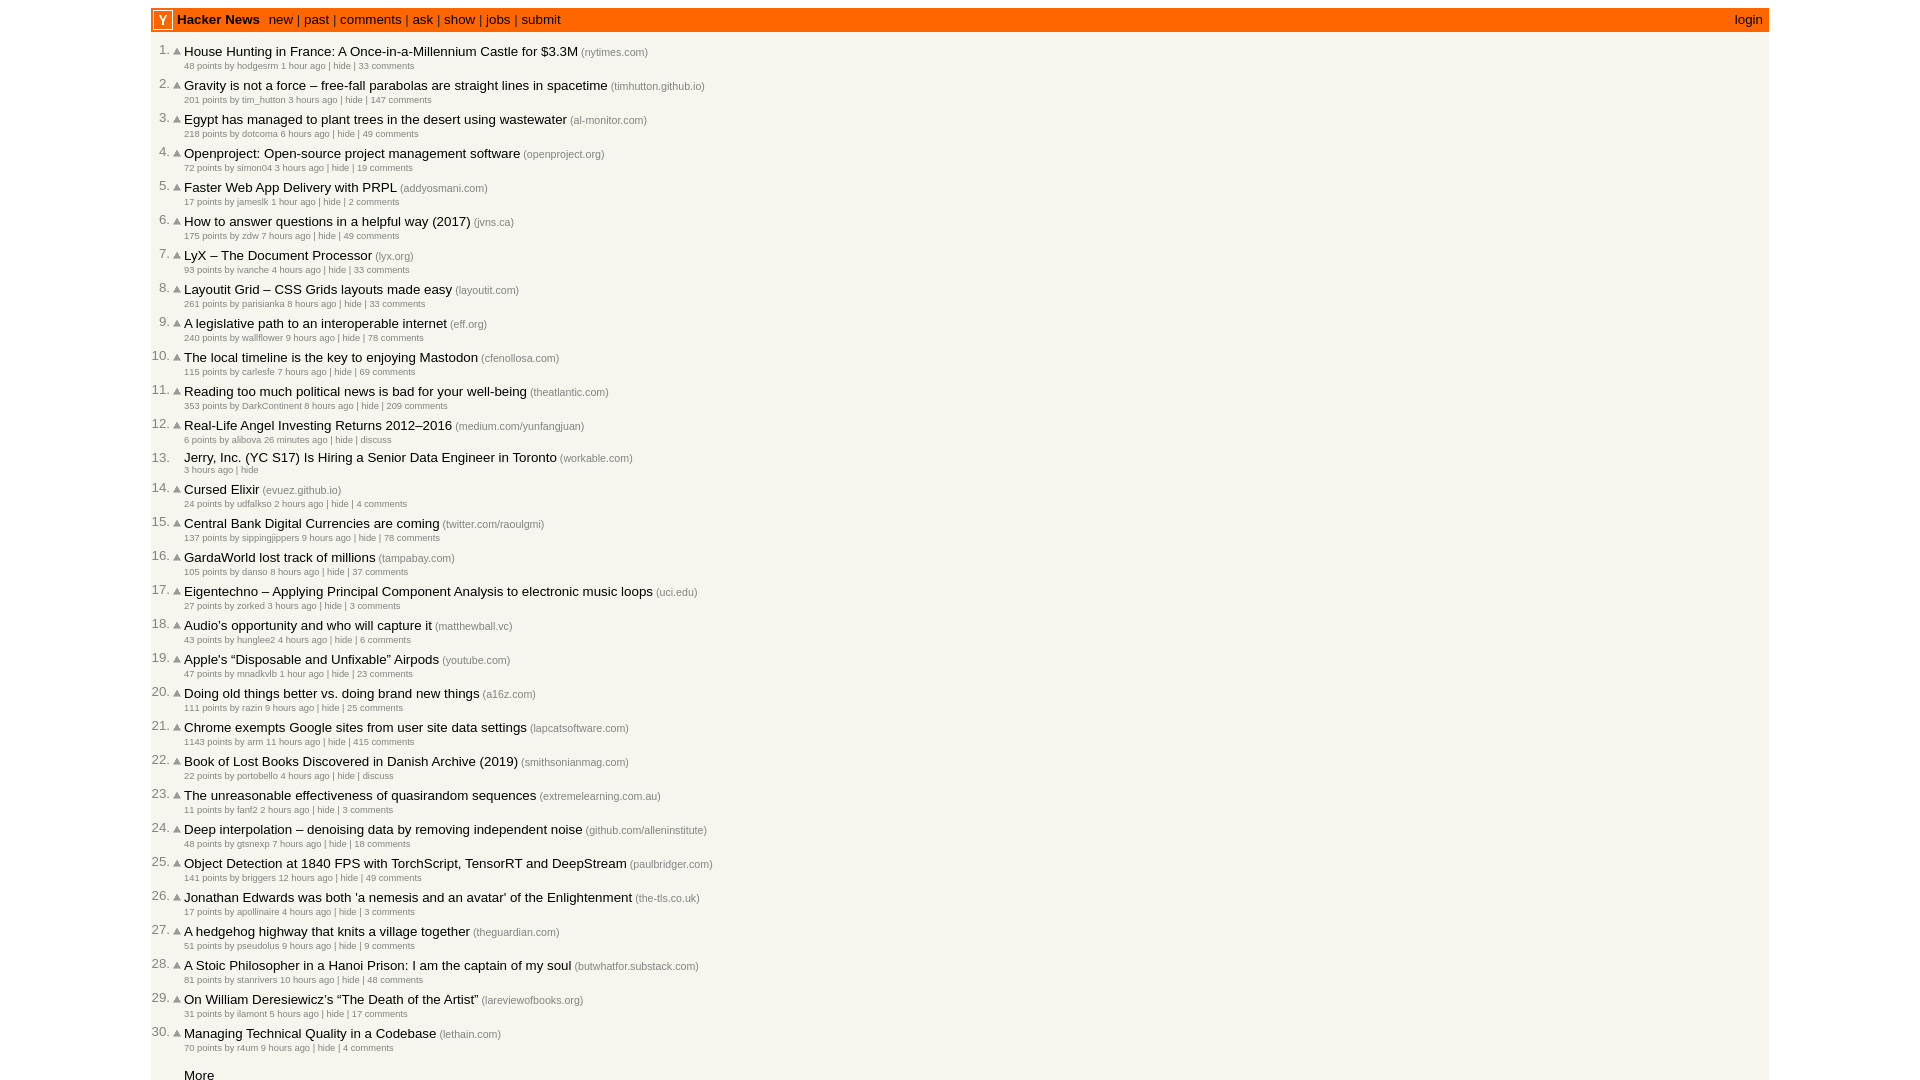 Y Hacker News new | past | comments | ask | show | jobs | submit login
1. House Hunting in France: A Once-in-a-Millennium Castle for $3.3M (nytimes.com)
48 points by hodgesrm 1 hour ago | hide | 33 comments
2. Gravity is not a force – free-fall parabolas are straight lines in spacetime (timhutton.github.io)
201 points by tim_hutton 3 hours ago | hide | 147 comments
3. Egypt has managed to plant trees in the desert using wastewater (al-monitor.com)
218 points by dotcoma 6 hours ago | hide | 49 comments
4. Openproject: Open-source project management software (openproject.org)
72 points by simon04 3 hours ago | hide | 19 comments
5. Faster Web App Delivery with PRPL (addyosmani.com)
17 points by jameslk 1 hour ago | hide | 2 comments
6. How to answer questions in a helpful way (2017) (jvns.ca)
175 points by zdw 7 hours ago | hide | 49 comments
7. LyX – The Document Processor (lyx.org)
93 points by ivanche 4 hours ago | hide | 33 comments
8. Layoutit Grid – CSS Grids layouts made easy (layoutit.com)
261 points by parisianka 8 hours ago | hide | 33 comments
9. A legislative path to an interoperable internet (eff.org)
240 points by wallflower 9 hours ago | hide | 78 comments
10. The local timeline is the key to enjoying Mastodon (cfenollosa.com)
115 points by carlesfe 7 hours ago | hide | 69 comments
11. Reading too much political news is bad for your well-being (theatlantic.com)
353 points by DarkContinent 8 hours ago | hide | 209 comments
12. Real-Life Angel Investing Returns 2012–2016 (medium.com/yunfangjuan)
6 points by alibova 26 minutes ago | hide | discuss
13. Jerry, Inc. (YC S17) Is Hiring a Senior Data Engineer in Toronto (workable.com)
3 hours ago | hide
14. Cursed Elixir (evuez.github.io)
24 points by udfalkso 2 hours ago | hide | 4 comments
15. Central Bank Digital Currencies are coming (twitter.com/raoulgmi)
137 points by sippingjippers 9 hours ago | hide | 78 comments
16. GardaWorld lost track of millions (tampabay.com)
105 points by danso 8 hours ago | hide | 37 comments
17. Eigentechno – Applying Principal Component Analysis to electronic music loops (uci.edu)
27 points by zorked 3 hours ago | hide | 3 comments
18. Audio’s opportunity and who will capture it (matthewball.vc)
43 points by hunglee2 4 hours ago | hide | 6 comments
19. Apple's “Disposable and Unfixable” Airpods (youtube.com)
47 points by mnadkvlb 1 hour ago | hide | 23 comments
20. Doing old things better vs. doing brand new things (a16z.com)
111 points by razin 9 hours ago | hide | 25 comments
21. Chrome exempts Google sites from user site data settings (lapcatsoftware.com)
1143 points by arm 11 hours ago | hide | 415 comments
22. Book of Lost Books Discovered in Danish Archive (2019) (smithsonianmag.com)
22 points by portobello 4 hours ago | hide | discuss
23. The unreasonable effectiveness of quasirandom sequences (extremelearning.com.au)
11 points by fanf2 2 hours ago | hide | 3 comments
24. Deep interpolation – denoising data by removing independent noise (github.com/alleninstitute)
48 points by gtsnexp 7 hours ago | hide | 18 comments
25. Object Detection at 1840 FPS with TorchScript, TensorRT and DeepStream (paulbridger.com)
141 points by briggers 12 hours ago | hide | 49 comments
26. Jonathan Edwards was both 'a nemesis and an avatar' of the Enlightenment (the-tls.co.uk)
17 points by apollinaire 4 hours ago | hide | 3 comments
27. A hedgehog highway that knits a village together (theguardian.com)
51 points by pseudolus 9 hours ago | hide | 9 comments
28. A Stoic Philosopher in a Hanoi Prison: I am the captain of my soul (butwhatfor.substack.com)
81 points by stanrivers 10 hours ago | hide | 48 comments
29. On William Deresiewicz’s “The Death of the Artist” (lareviewofbooks.org)
31 points by ilamont 5 hours ago | hide | 17 comments
30. Managing Technical Quality in a Codebase (lethain.com)
70 points by r4um 9 hours ago | hide | 4 comments
More